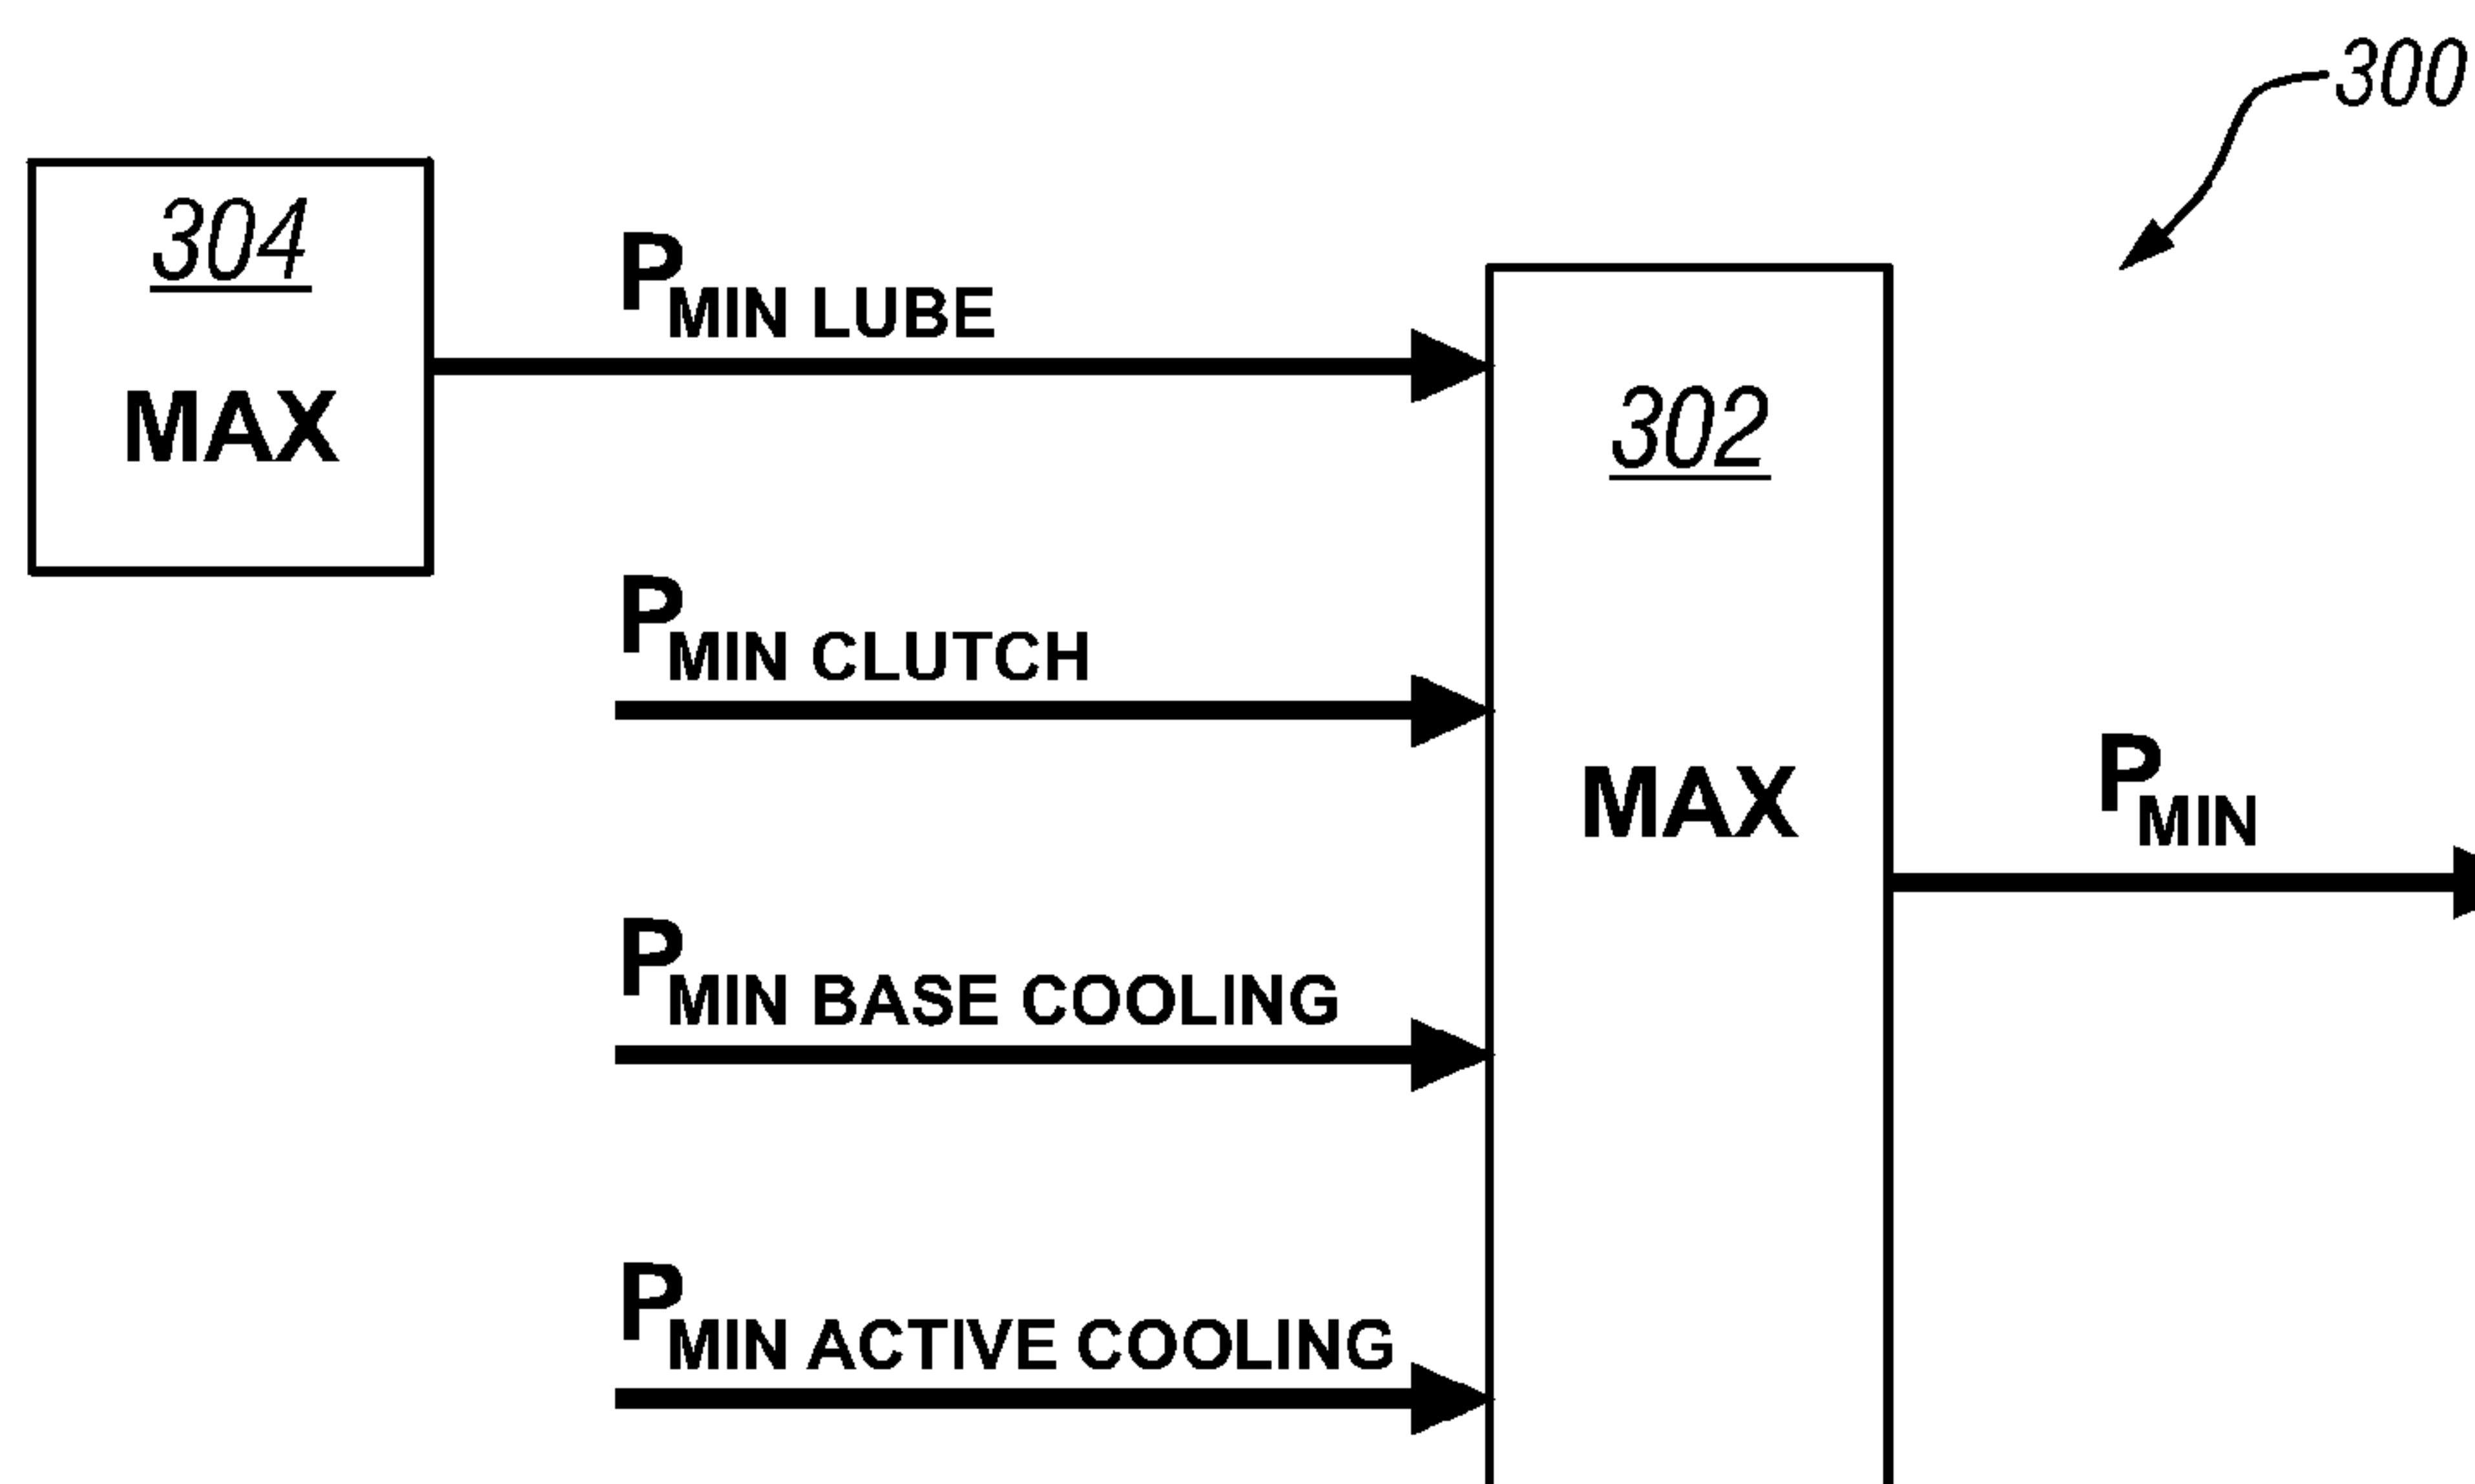 300
304
MAX
PMIN LUBE
302
PMIN CLUTCH
MAX
PMIN
PMIN BASE COOLING
PMIN ACTIVE COOLING